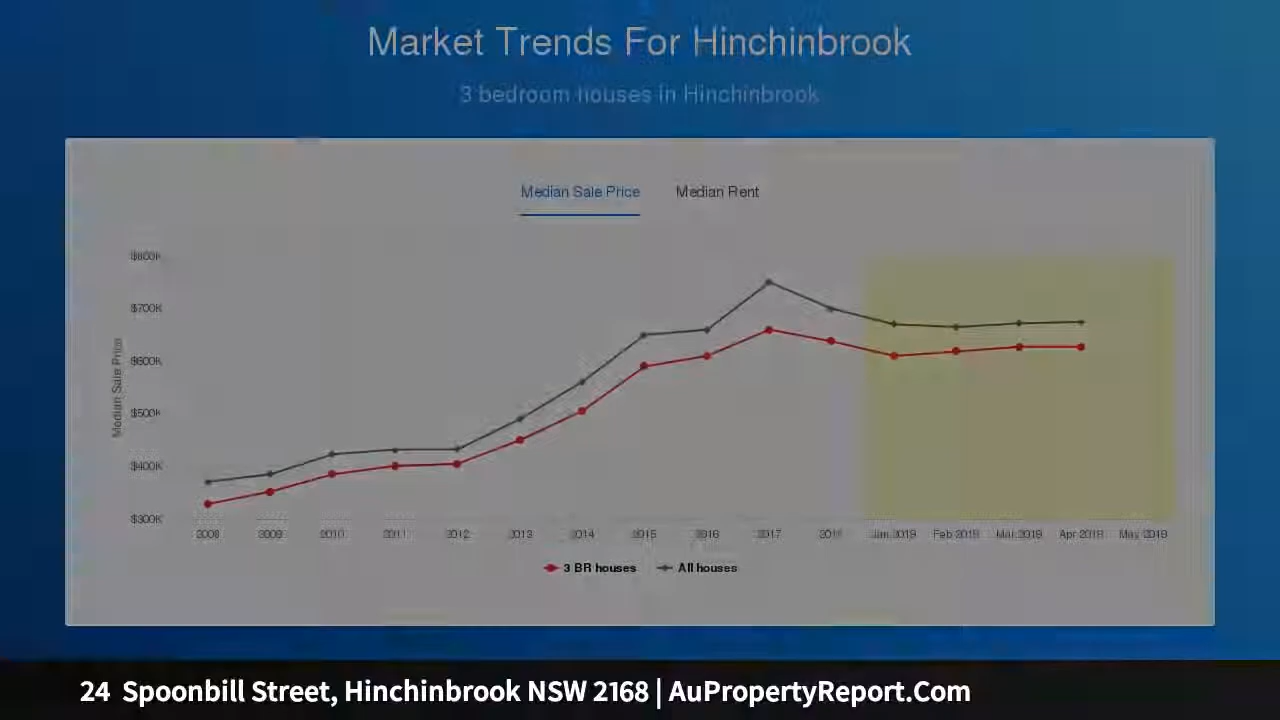 Market Trends For Hinchinbrook
3 bedroom houses in Hinchinbrook
Median Sale Price Median Rent
$800K
$700K
$600K
$500K
$400K
$300K
Median Sale Price
2008 2009 2010 2011 2012 2013 2014 2015 2016 2017 2018 Jan 2019 Feb 2019 Mar 2019 Apr 2019 May 2019
3 BR houses All houses
24 Spoonbill Street, Hinchinbrook NSW 2168 | AuPropertyReport.Com